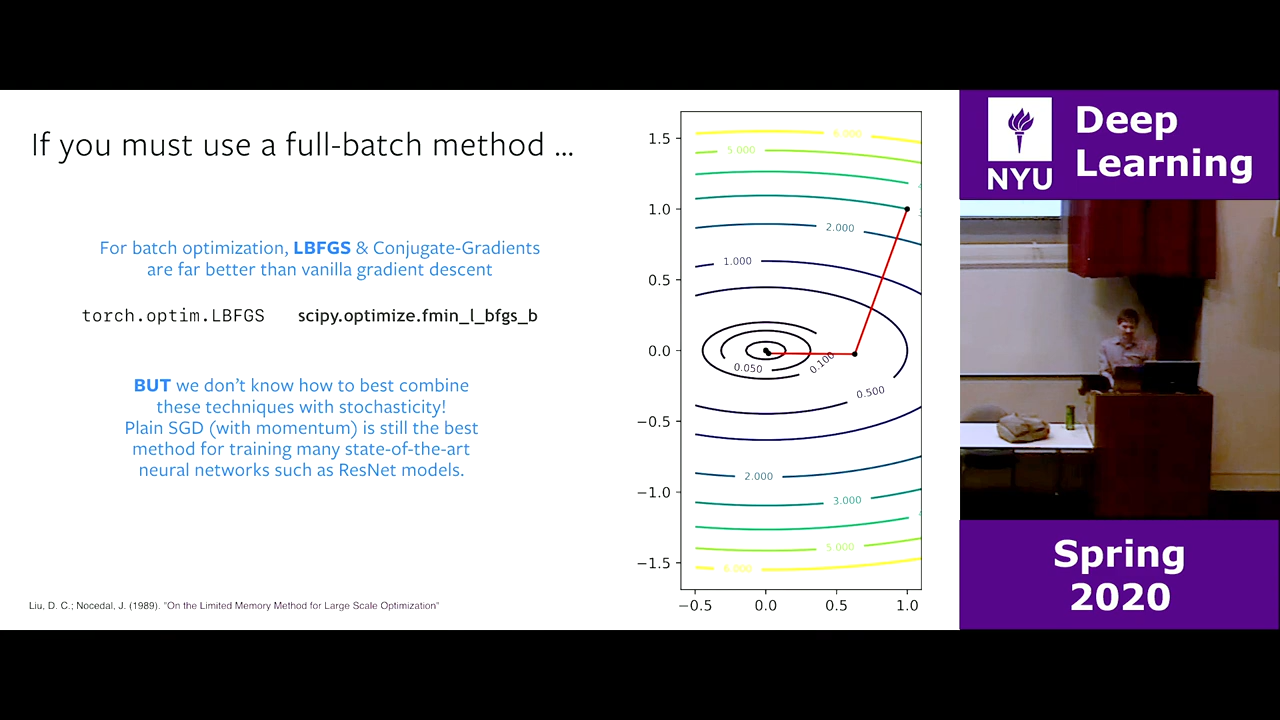 If you must use a full-batch method ...
For batch optimization, LBFGS & Conjugate-Gradients
are far better than vanilla gradient descent
torch.optim.LBFGS scipy.optimize.fmin_l_bfgs_b
BUT we don't know how to best combine
these techniques with stochasticity!
Plain SGD (with momentum) is still the best
method for training many state-of-the-art
neural networks such as ResNet models.
Liu, D. C.; Nocedal, J. (1989). "On the Limited Memory Method for Large Scale Optimization"
1.5
1.0
0.5
0.0
−0.5
−1.0
−1.5
−0.5 0.0 0.5 1.0
6.000
5.000
2.000
1.000
0.050
0.100
0.500
2.000
3.000
5.000
6.000
NYU
Deep
Learning
Spring
2020